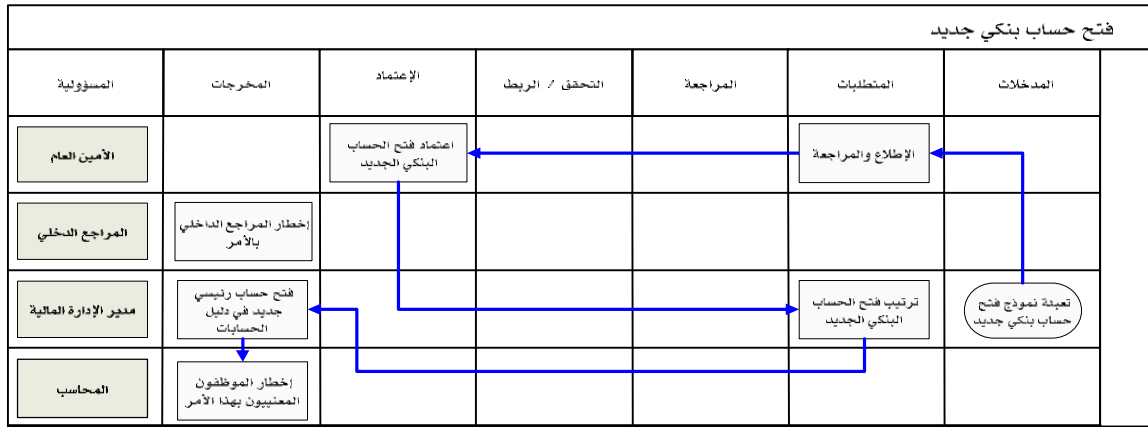 فتح حساب بنكي جديد
المدخلات
المتطلبات
المراجعة
التحقق / الربط
الإعتماد
المخرجات
المسؤولية
الإطلاع والمراجعة
اعتماد فتح الحساب
البنكي الجديد
الأمين العام
إخطار المراجع الداخلي
بالأمر
المراجع الدخلي
تعبئة نموذج فتح
حساب بنكي جديد
ترتيب فتح الحساب
البنكي الجديد
فتح حساب رئيسي
جديد في دليل
الحسابات
مدير الإدارة المالية
إخطار الموظفون
المعنييون بهذا الأمر
المحاسب